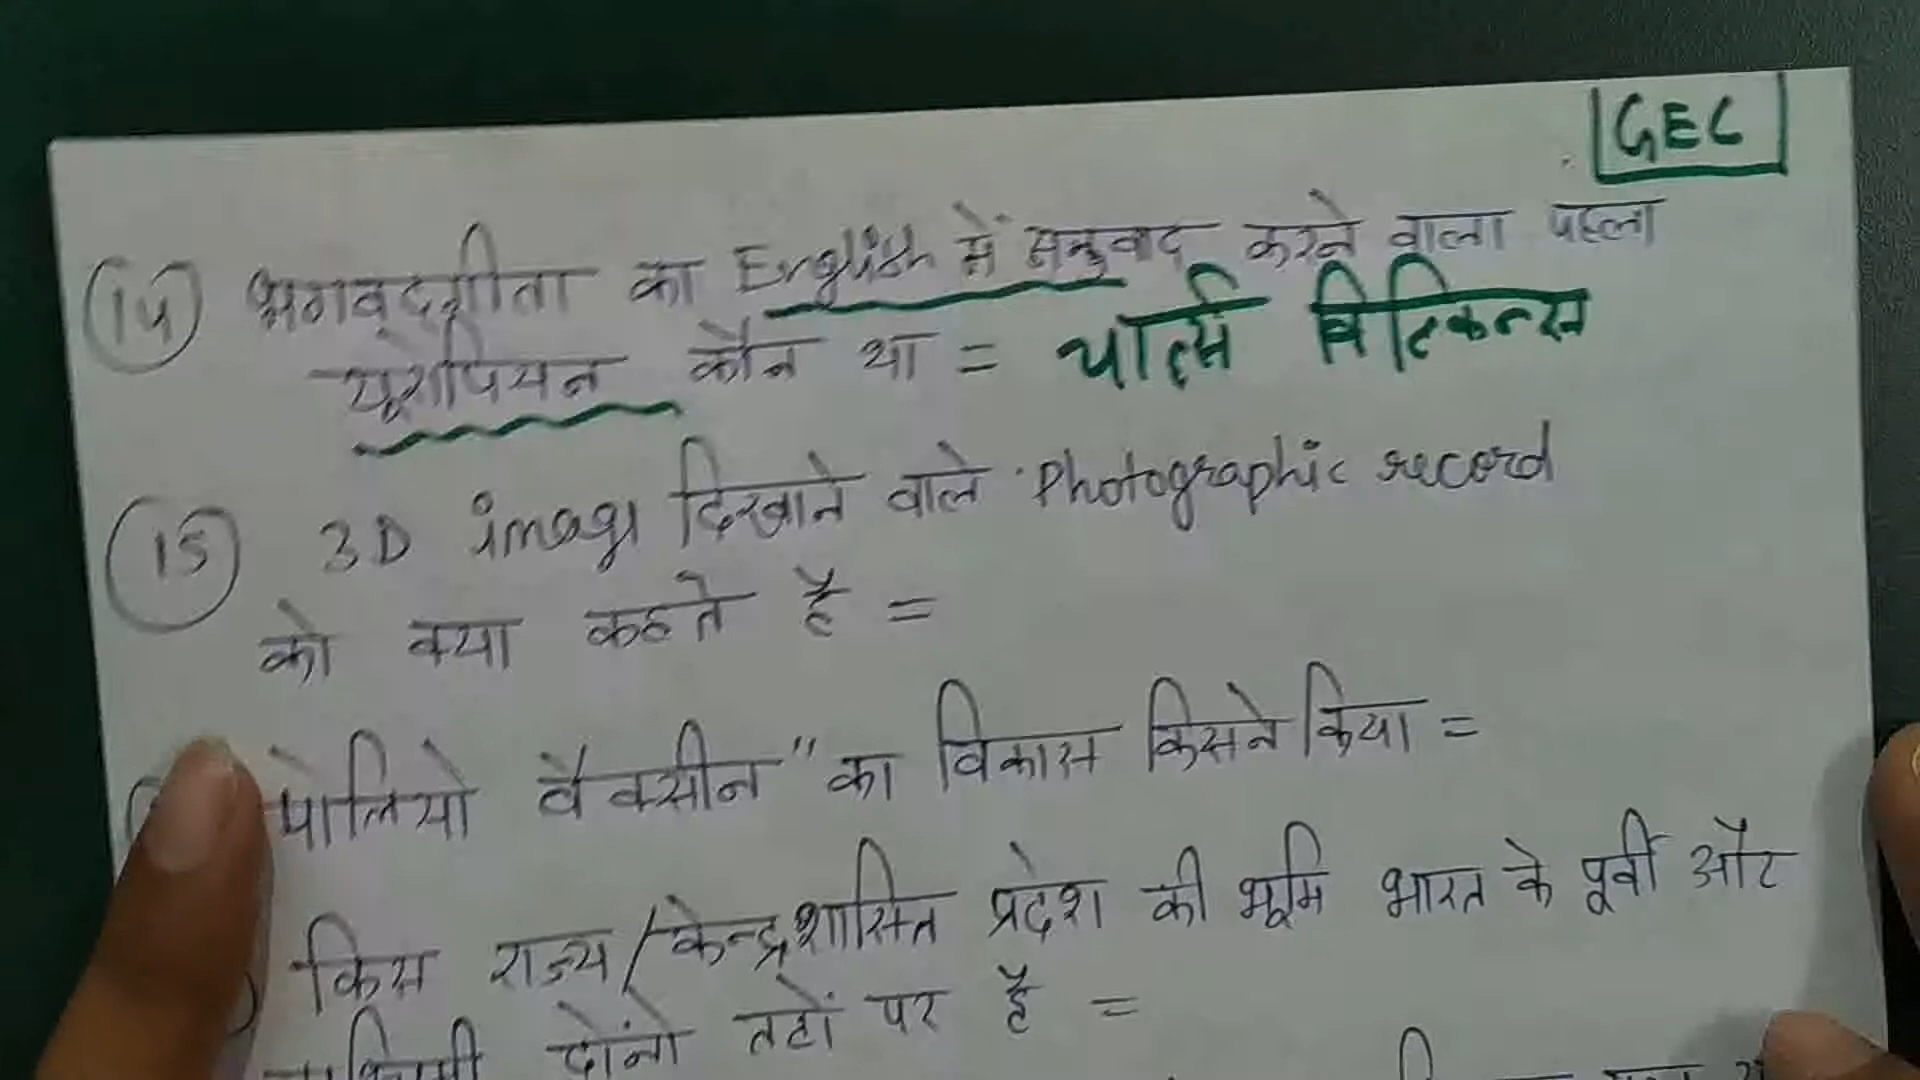 GEC
(14) भगवद्गीता का English में अनुवाद करने वाला पहला
यूरोपियन कौन था = चार्ल्स विल्किन्स
(15) 3D image दिखाने वाले Photographic record
को क्या कहते है =
पोलियो वैक्सीन" का विकास किसने किया =
किस राज्य/केन्द्रशासित प्रदेश की भूमि भारत के पूर्वी और
दोनों तटों पर है =